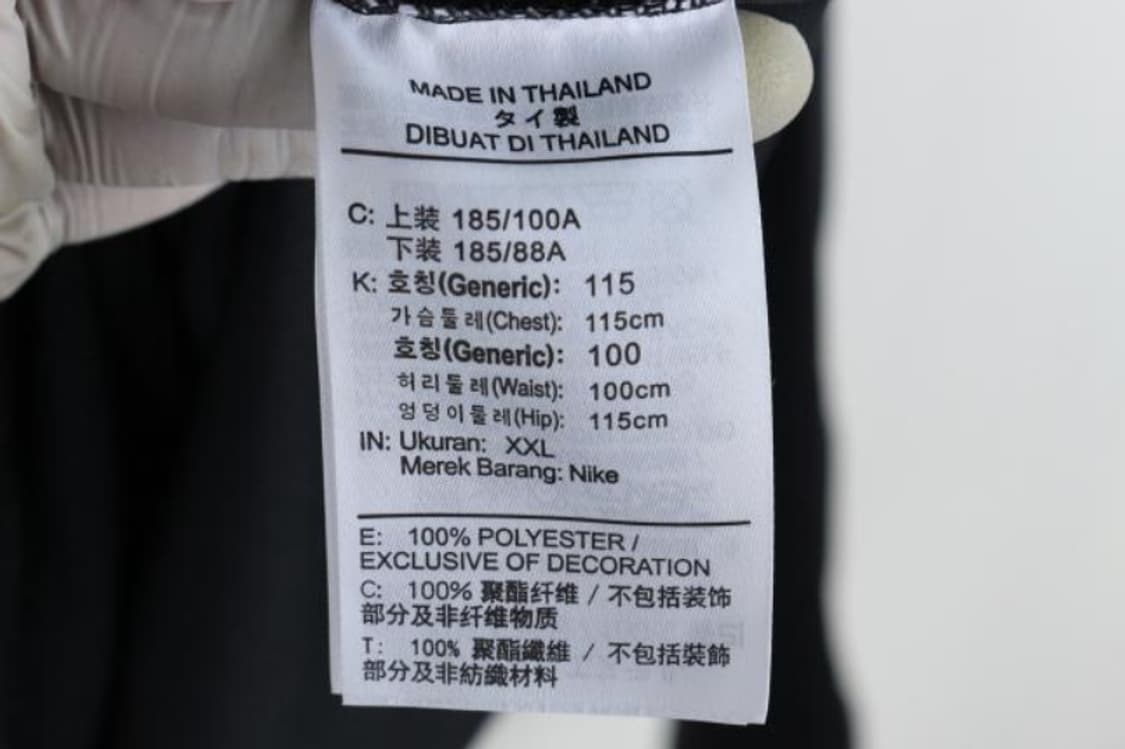 MADE IN THAILAND
タイ製
DIBUAT DI THAILAND
C: 上装 185/100A
下装 185/88A
K: 호칭(Generic): 115
가슴둘레(Chest): 115cm
호칭(Generic): 100
허리둘레(Waist): 100cm
엉덩이둘레(Hip): 115cm
IN: Ukuran: XXL
Merek Barang: Nike
E: 100% POLYESTER /
EXCLUSIVE OF DECORATION
C: 100% 聚酯纤维 / 不包括装饰
部分及非纤维物质
T: 100% 聚酯纖維 / 不包括裝飾
部分及非紡織材料